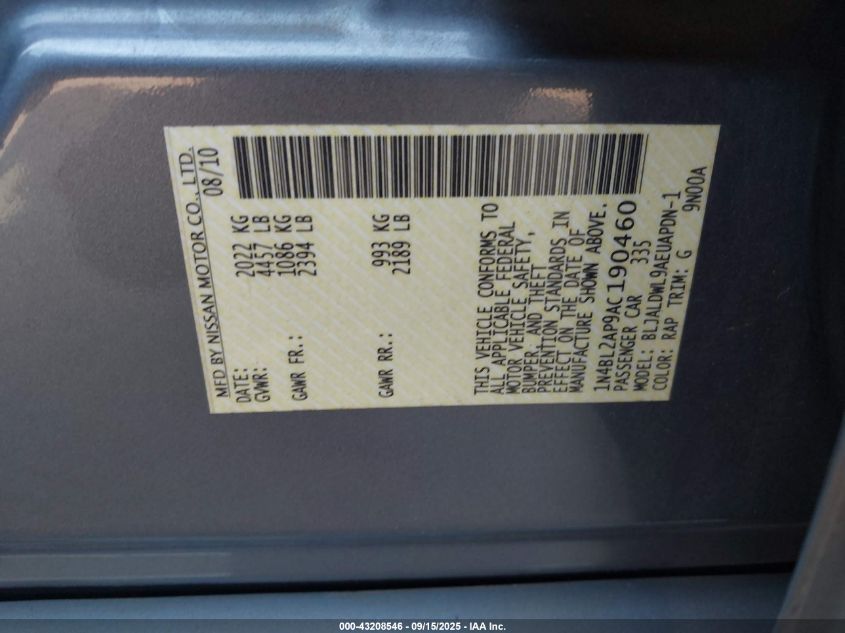 MFD BY NISSAN MOTOR CO., LTD.
DATE: 08/10
GVWR: 2022 KG
4457 LB
GAWR FR.: 1086 KG
2394 LB
GAWR RR.: 993 KG
2189 LB
THIS VEHICLE CONFORMS TO
ALL APPLICABLE FEDERAL
MOTOR VEHICLE SAFETY,
BUMPER, AND THEFT
PREVENTION STANDARDS IN
EFFECT ON THE DATE OF
MANUFACTURE SHOWN ABOVE.
1N4BL2AP9AC190460
PASSENGER CAR 335
MODEL: BLJALDWL9AEUAPDN-1
COLOR: RAP TRIM: G 9N00A
000-43208546 - 09/15/2025 - IAA Inc.